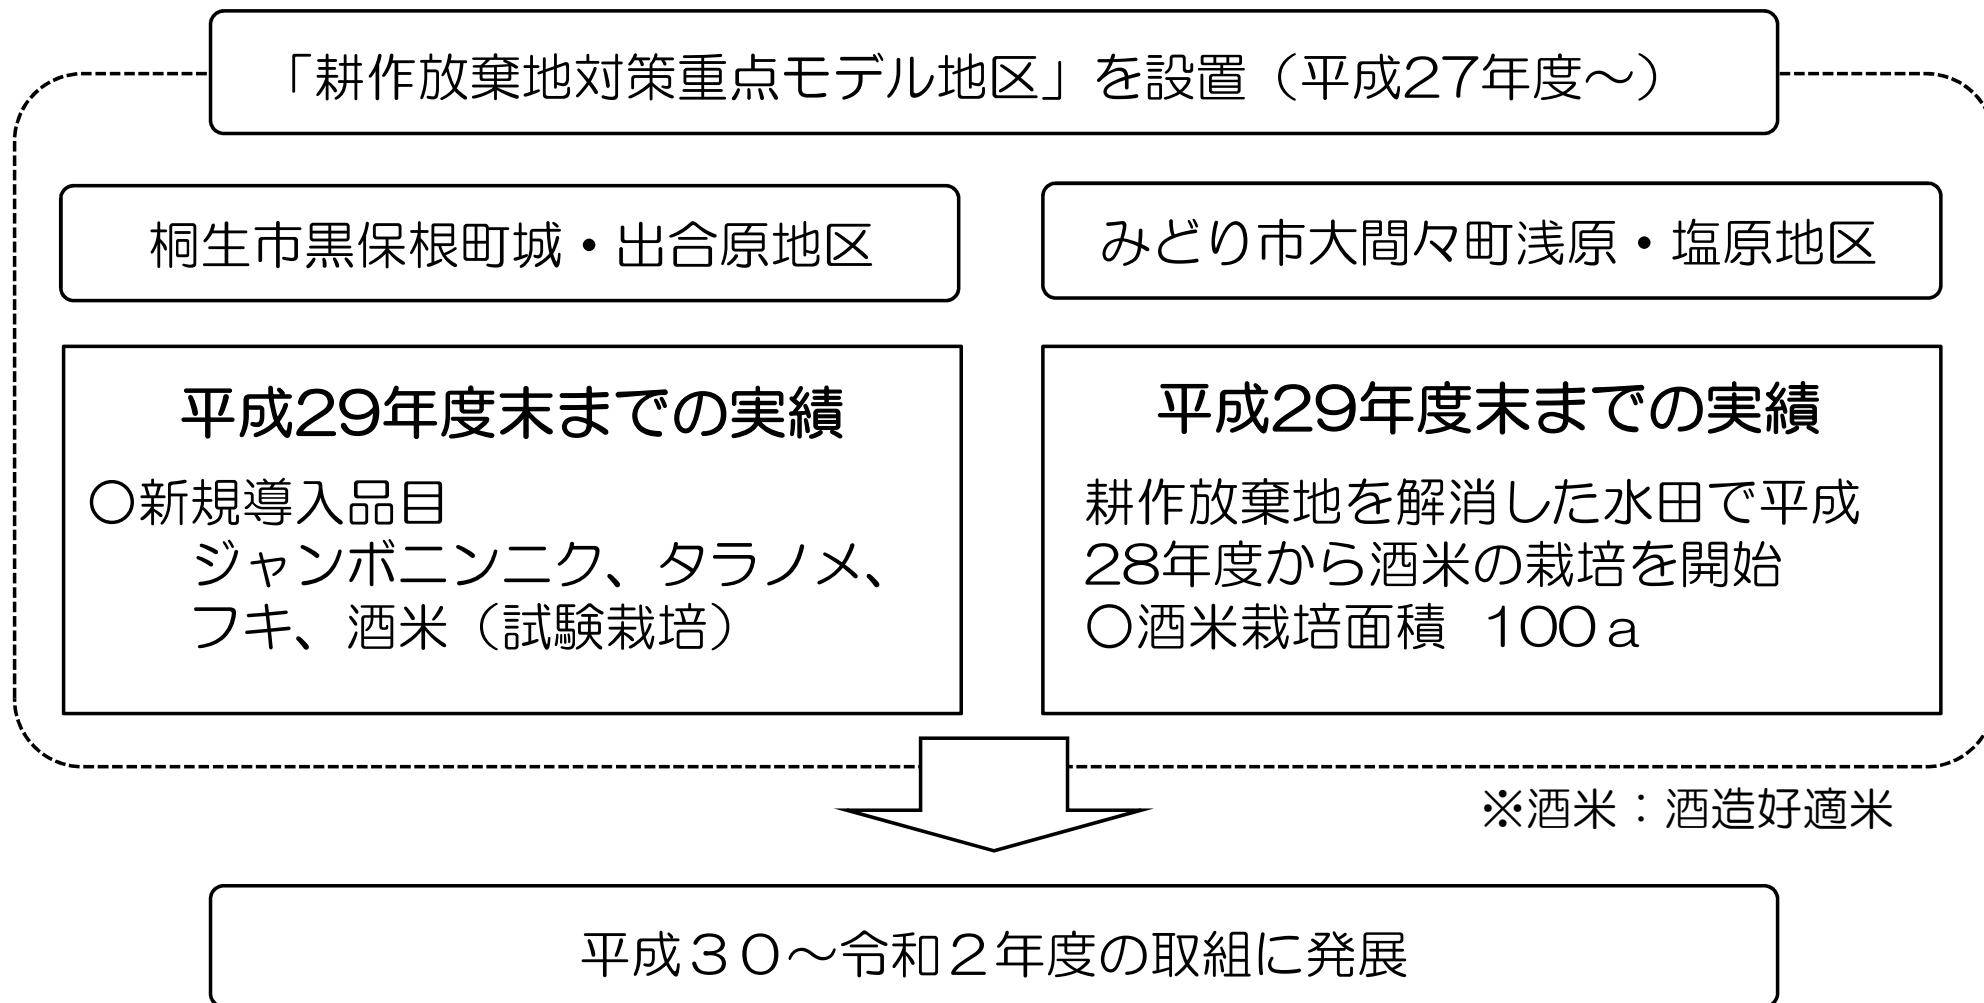 「耕作放棄地対策重点モデル地区」を設置（平成27年度～）
桐生市黒保根町城・出合原地区
平成29年度末までの実績
○新規導入品目
ジャンボニンニク、タラノメ、
フキ、酒米（試験栽培）
みどり市大間々町浅原・塩原地区
平成29年度末までの実績
耕作放棄地を解消した水田で平成
28年度から酒米の栽培を開始
○酒米栽培面積　100a
※酒米：酒造好適米
平成３０～令和２年度の取組に発展